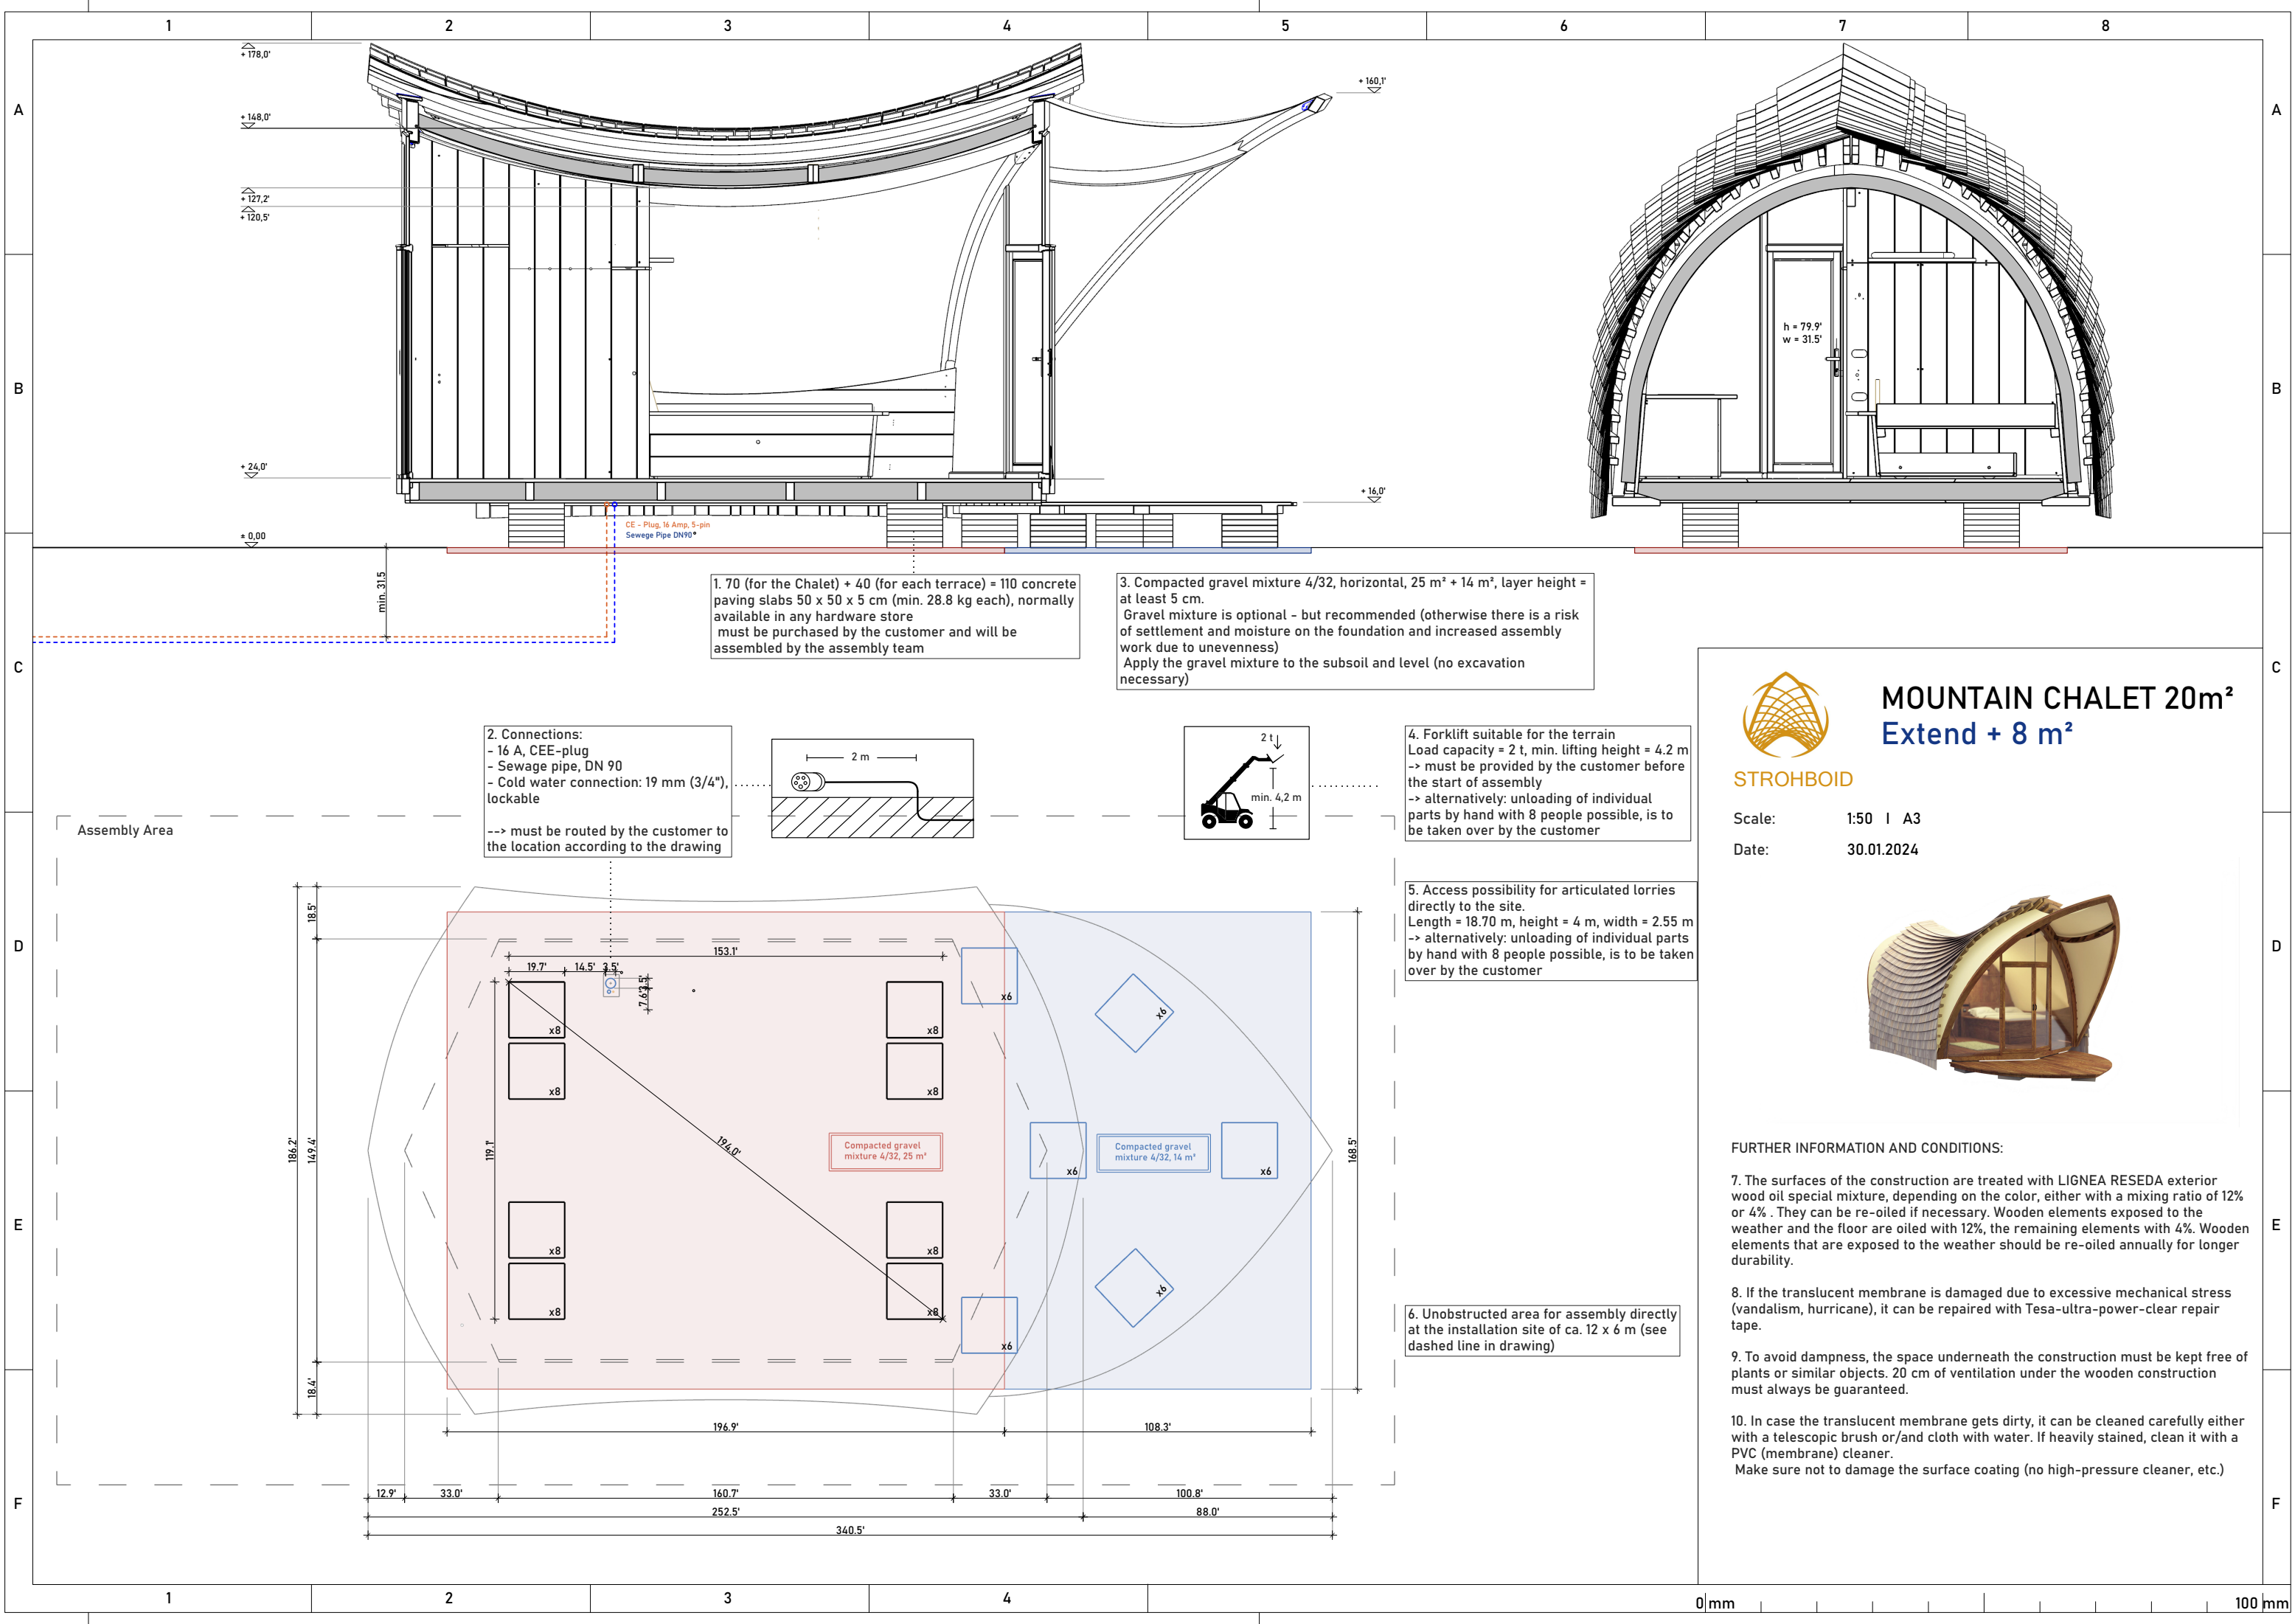 1 2 3 4 5 6 7 8
A A
B B
C C
D D
E E
F F
+ 178,0'
+ 148,0'
+ 127,2'
+ 120,5'
+ 24,0'
± 0,00
+ 160,1'
+ 16,0'
min. 31.5
h = 79.9'
w = 31.5'
CE - Plug, 16 Amp, 5-pin
Sewege Pipe DN90°
1. 70 (for the Chalet) + 40 (for each terrace) = 110 concrete
paving slabs 50 x 50 x 5 cm (min. 28.8 kg each), normally
available in any hardware store
must be purchased by the customer and will be
assembled by the assembly team
3. Compacted gravel mixture 4/32, horizontal, 25 m² + 14 m², layer height =
at least 5 cm.
Gravel mixture is optional - but recommended (otherwise there is a risk
of settlement and moisture on the foundation and increased assembly
work due to unevenness)
Apply the gravel mixture to the subsoil and level (no excavation
necessary)
2. Connections:
- 16 A, CEE-plug
- Sewage pipe, DN 90
- Cold water connection: 19 mm (3/4"),
lockable
--> must be routed by the customer to
the location according to the drawing
2 m
2 t
min. 4,2 m
4. Forklift suitable for the terrain
Load capacity = 2 t, min. lifting height = 4.2 m
-> must be provided by the customer before
the start of assembly
-> alternatively: unloading of individual
parts by hand with 8 people possible, is to
be taken over by the customer
5. Access possibility for articulated lorries
directly to the site.
Length = 18.70 m, height = 4 m, width = 2.55 m
-> alternatively: unloading of individual parts
by hand with 8 people possible, is to be taken
over by the customer
6. Unobstructed area for assembly directly
at the installation site of ca. 12 x 6 m (see
dashed line in drawing)
Assembly Area
18.5'
186.2'
149.4'
18.4'
153.1'
19.7' 14.5' 3.5'
3.5'
7.6'
119.1'
194.0'
168.5'
x8
x8
x8
x8
x8
x8
x8
x8
x6
x6
x6
x6
x6
x6
Compacted gravel
mixture 4/32, 25 m²
Compacted gravel
mixture 4/32, 14 m²
196.9' 108.3'
12.9' 33.0' 160.7' 33.0' 100.8'
252.5' 88.0'
340.5'
STROHBOID
MOUNTAIN CHALET 20m²
Extend + 8 m²
Scale: 1:50 I A3
Date: 30.01.2024
FURTHER INFORMATION AND CONDITIONS:
7. The surfaces of the construction are treated with LIGNEA RESEDA exterior
wood oil special mixture, depending on the color, either with a mixing ratio of 12%
or 4% . They can be re-oiled if necessary. Wooden elements exposed to the
weather and the floor are oiled with 12%, the remaining elements with 4%. Wooden
elements that are exposed to the weather should be re-oiled annually for longer
durability.
8. If the translucent membrane is damaged due to excessive mechanical stress
(vandalism, hurricane), it can be repaired with Tesa-ultra-power-clear repair
tape.
9. To avoid dampness, the space underneath the construction must be kept free of
plants or similar objects. 20 cm of ventilation under the wooden construction
must always be guaranteed.
10. In case the translucent membrane gets dirty, it can be cleaned carefully either
with a telescopic brush or/and cloth with water. If heavily stained, clean it with a
PVC (membrane) cleaner.
Make sure not to damage the surface coating (no high-pressure cleaner, etc.)
1 2 3 4
0 mm 100 mm